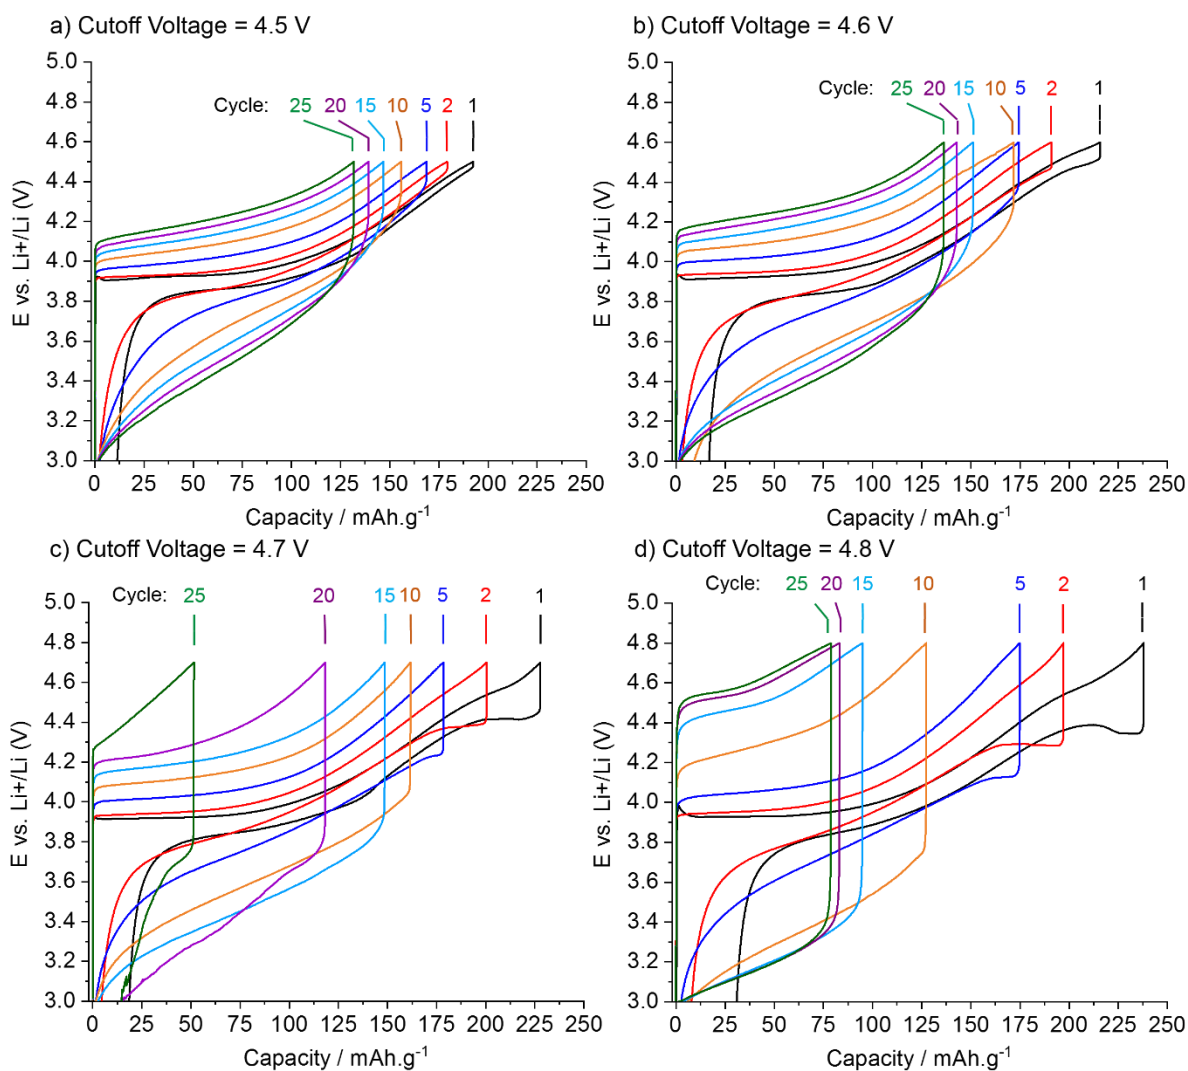 a) Cutoff Voltage = 4.5 V
5.0
4.8
4.6
4.4
4.2
4.0
3.8
3.6
3.4
3.2
3.0
E vs. Li+/Li (V)
Cycle: 25 20 15 10 5 2 1
0 25 50 75 100 125 150 175 200 225 250
Capacity / mAh.g⁻¹
b) Cutoff Voltage = 4.6 V
5.0
4.8
4.6
4.4
4.2
4.0
3.8
3.6
3.4
3.2
3.0
E vs. Li+/Li (V)
Cycle: 25 20 15 10 5 2 1
0 25 50 75 100 125 150 175 200 225 250
Capacity / mAh.g⁻¹
c) Cutoff Voltage = 4.7 V
5.0
4.8
4.6
4.4
4.2
4.0
3.8
3.6
3.4
3.2
3.0
E vs. Li+/Li (V)
Cycle: 25 20 15 10 5 2 1
0 25 50 75 100 125 150 175 200 225 250
Capacity / mAh.g⁻¹
d) Cutoff Voltage = 4.8 V
5.0
4.8
4.6
4.4
4.2
4.0
3.8
3.6
3.4
3.2
3.0
E vs. Li+/Li (V)
Cycle: 25 20 15 10 5 2 1
0 25 50 75 100 125 150 175 200 225 250
Capacity / mAh.g⁻¹